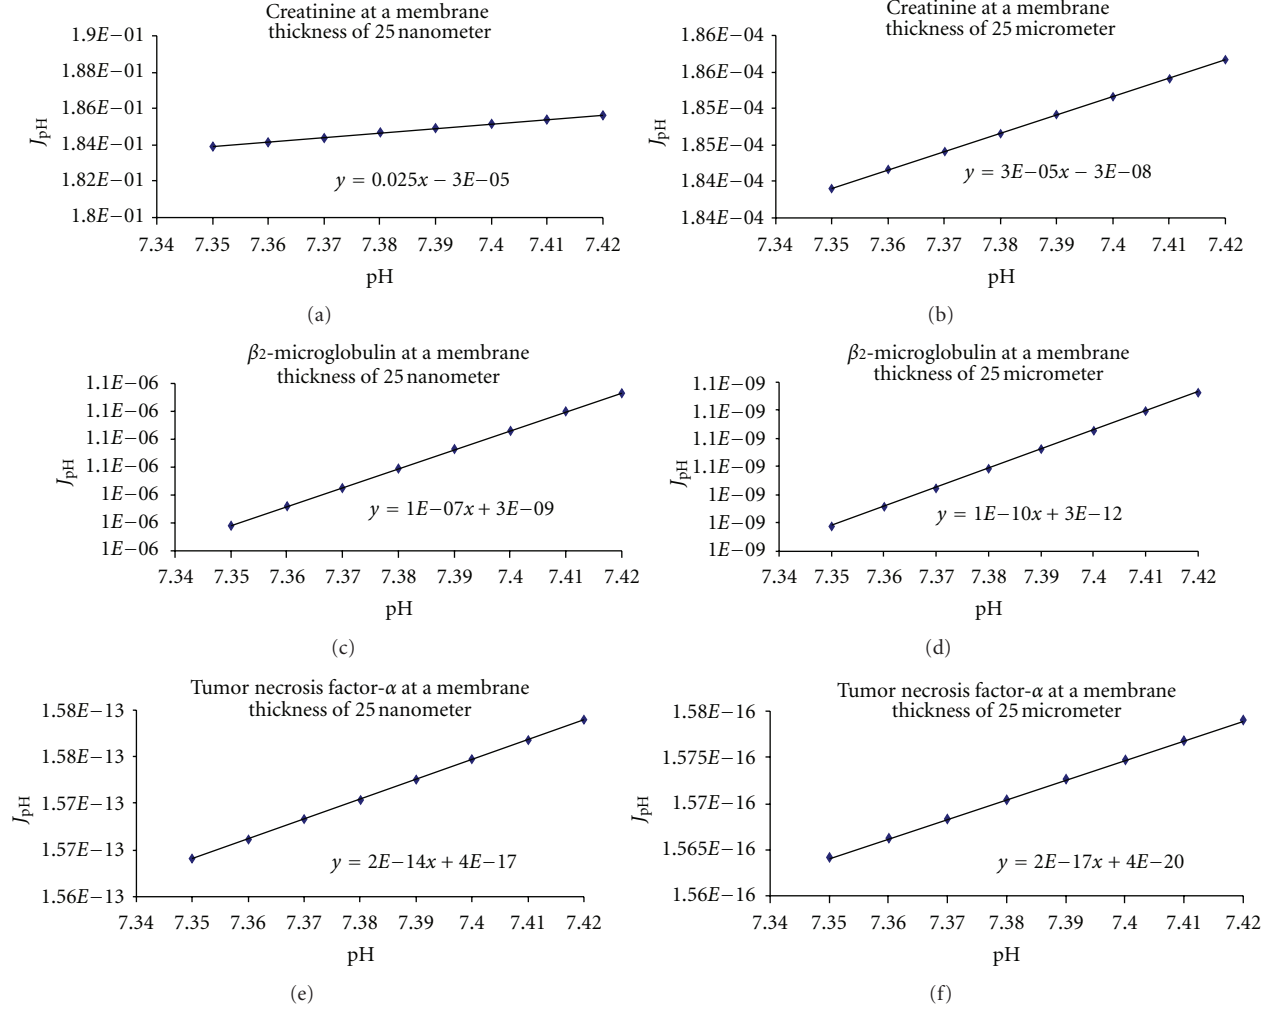 Creatinine at a membrane
thickness of 25 nanometer
1.9E−01
1.88E−01
1.86E−01
1.84E−01
1.82E−01
1.8E−01
JpH
y = 0.025x − 3E−05
7.34 7.35 7.36 7.37 7.38 7.39 7.4 7.41 7.42
pH
(a)
Creatinine at a membrane
thickness of 25 micrometer
1.86E−04
1.86E−04
1.85E−04
1.85E−04
1.84E−04
1.84E−04
JpH
y = 3E−05x − 3E−08
7.34 7.35 7.36 7.37 7.38 7.39 7.4 7.41 7.42
pH
(b)
β2-microglobulin at a membrane
thickness of 25 nanometer
1.1E−06
1.1E−06
1.1E−06
1.1E−06
1E−06
1E−06
1E−06
JpH
y = 1E−07x + 3E−09
7.34 7.35 7.36 7.37 7.38 7.39 7.4 7.41 7.42
pH
(c)
β2-microglobulin at a membrane
thickness of 25 micrometer
1.1E−09
1.1E−09
1.1E−09
1.1E−09
1E−09
1E−09
1E−09
JpH
y = 1E−10x + 3E−12
7.34 7.35 7.36 7.37 7.38 7.39 7.4 7.41 7.42
pH
(d)
Tumor necrosis factor-α at a membrane
thickness of 25 nanometer
1.58E−13
1.58E−13
1.57E−13
1.57E−13
1.56E−13
JpH
y = 2E−14x + 4E−17
7.34 7.35 7.36 7.37 7.38 7.39 7.4 7.41 7.42
pH
(e)
Tumor necrosis factor-α at a membrane
thickness of 25 micrometer
1.58E−16
1.575E−16
1.57E−16
1.565E−16
1.56E−16
JpH
y = 2E−17x + 4E−20
7.34 7.35 7.36 7.37 7.38 7.39 7.4 7.41 7.42
pH
(f)